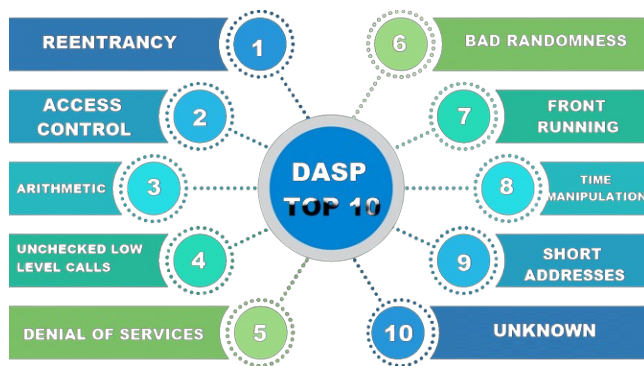 REENTRANCY
1
ACCESS
CONTROL
2
ARITHMETIC
3
UNCHECKED LOW
LEVEL CALLS
4
DENIAL OF SERVICES
5
DASP
TOP 10
6
BAD RANDOMNESS
7
FRONT
RUNNING
8
TIME
MANIPULATION
9
SHORT
ADDRESSES
10
UNKNOWN